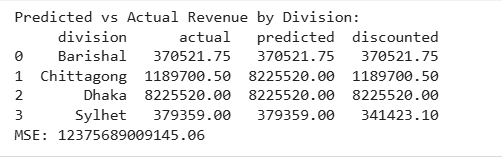 Predicted vs Actual Revenue by Division:
division actual predicted discounted
0 Barishal 370521.75 370521.75 370521.75
1 Chittagong 1189700.50 8225520.00 1189700.50
2 Dhaka 8225520.00 8225520.00 8225520.00
3 Sylhet 379359.00 379359.00 341423.10
MSE: 12375689009145.06